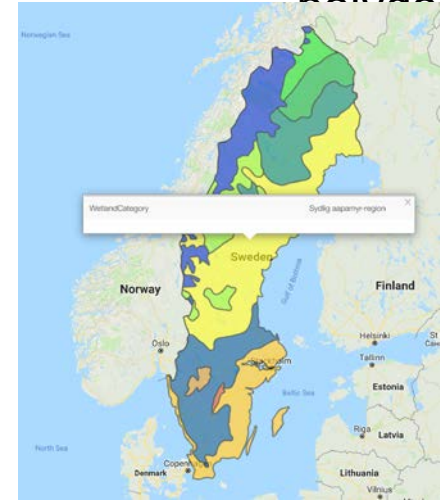 Norwegian Sea
WetlandCategory Sydlig aapamyr-region
Sweden
Gulf of Bothnia
Norway
Finland
Oslo
Helsinki
Tallinn
Estonia
Baltic Sea
Riga
Latvia
North Sea
Denmark
Lithuania
Vilnius